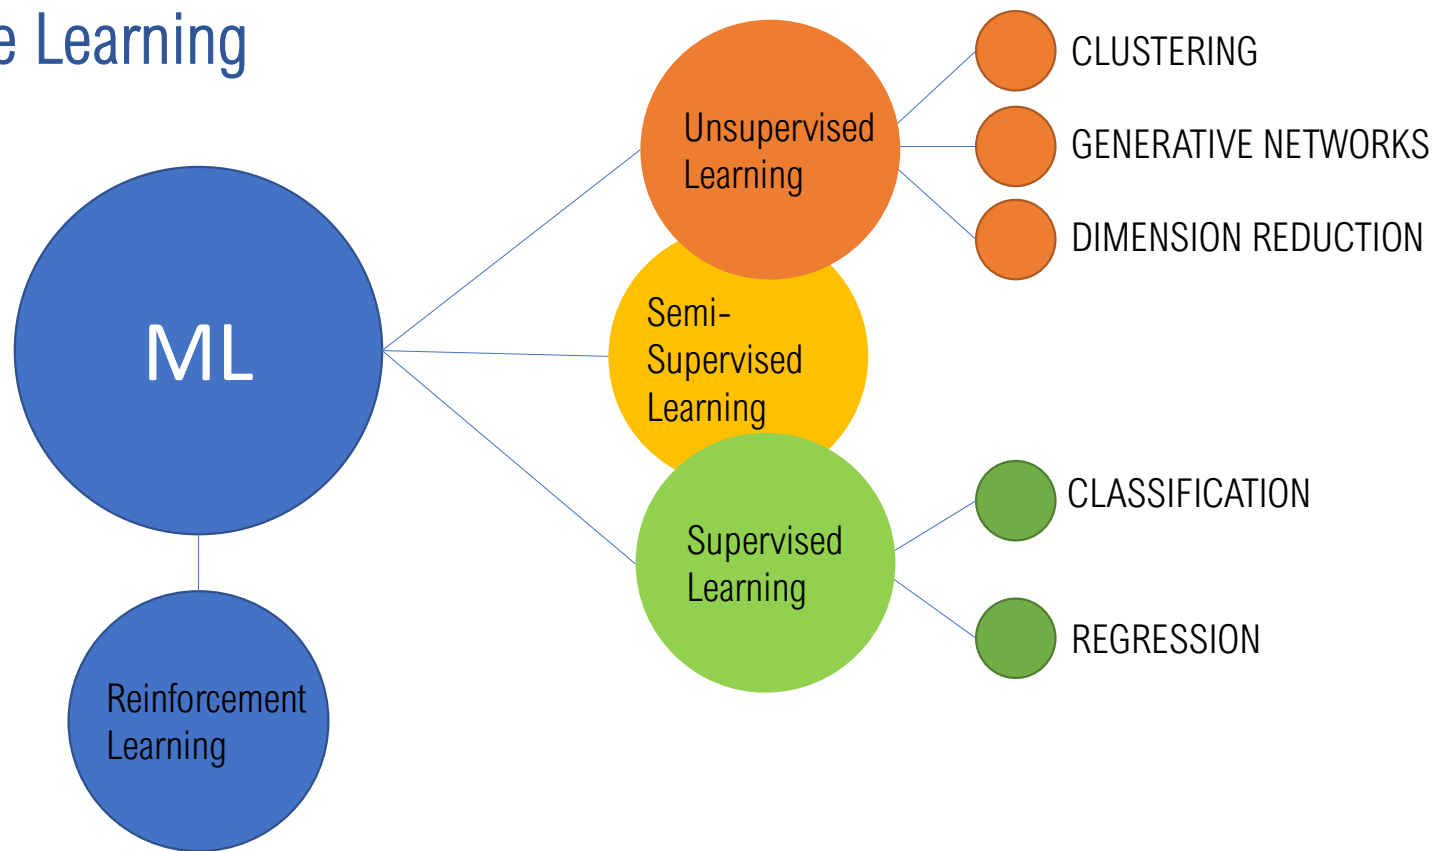 e Learning
ML
Reinforcement
Learning
Unsupervised
Learning
Semi-
Supervised
Learning
Supervised
Learning
CLUSTERING
GENERATIVE NETWORKS
DIMENSION REDUCTION
CLASSIFICATION
REGRESSION